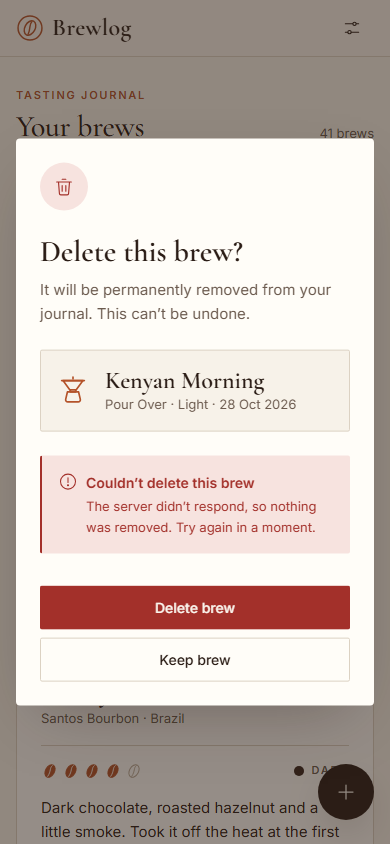 Brewlog
TASTING JOURNAL
Your brews
41 brews
Delete this brew?
It will be permanently removed from your
journal. This can’t be undone.
Kenyan Morning
Pour Over · Light · 28 Oct 2026
Couldn’t delete this brew
The server didn’t respond, so nothing
was removed. Try again in a moment.
Delete brew
Keep brew
Santos Bourbon · Brazil
Dark chocolate, roasted hazelnut and a
little smoke. Took it off the heat at the first